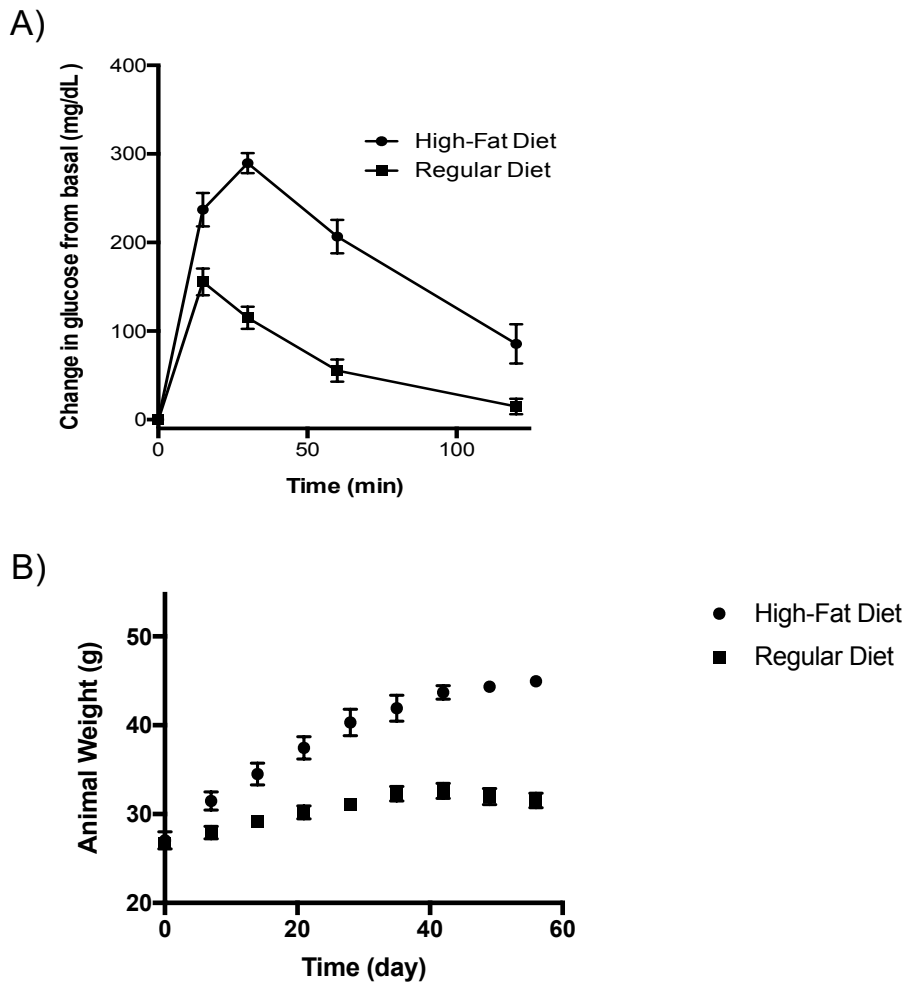 A)
Change in glucose from basal (mg/dL)
400
300
200
100
0
0
50
100
Time (min)
High-Fat Diet
Regular Diet
B)
Animal Weight (g)
50
40
30
20
0
20
40
60
Time (day)
High-Fat Diet
Regular Diet